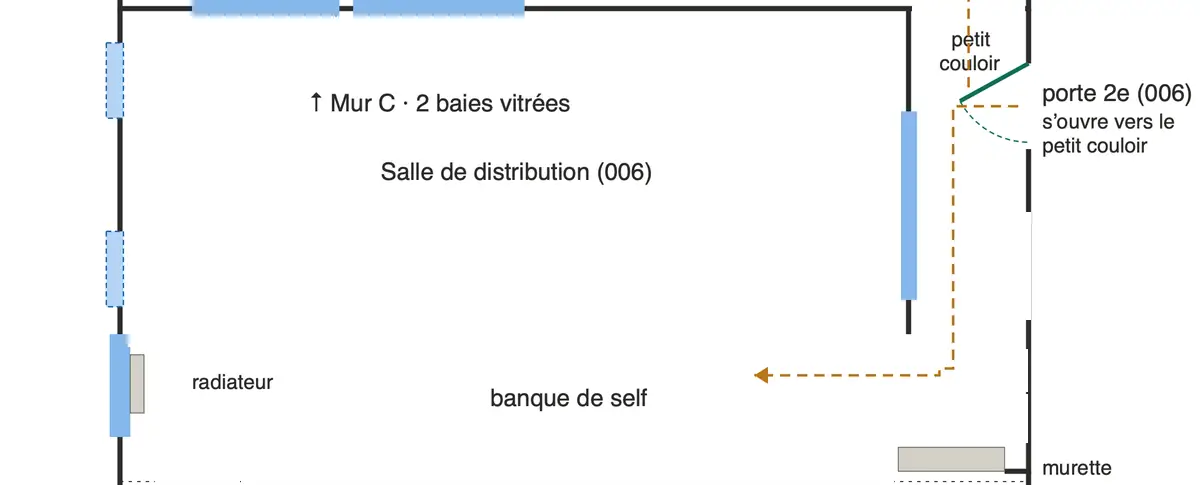 petit
couloir
↑ Mur C · 2 baies vitrées
porte 2e (006)
s’ouvre vers le
petit couloir
Salle de distribution (006)
radiateur
banque de self
murette